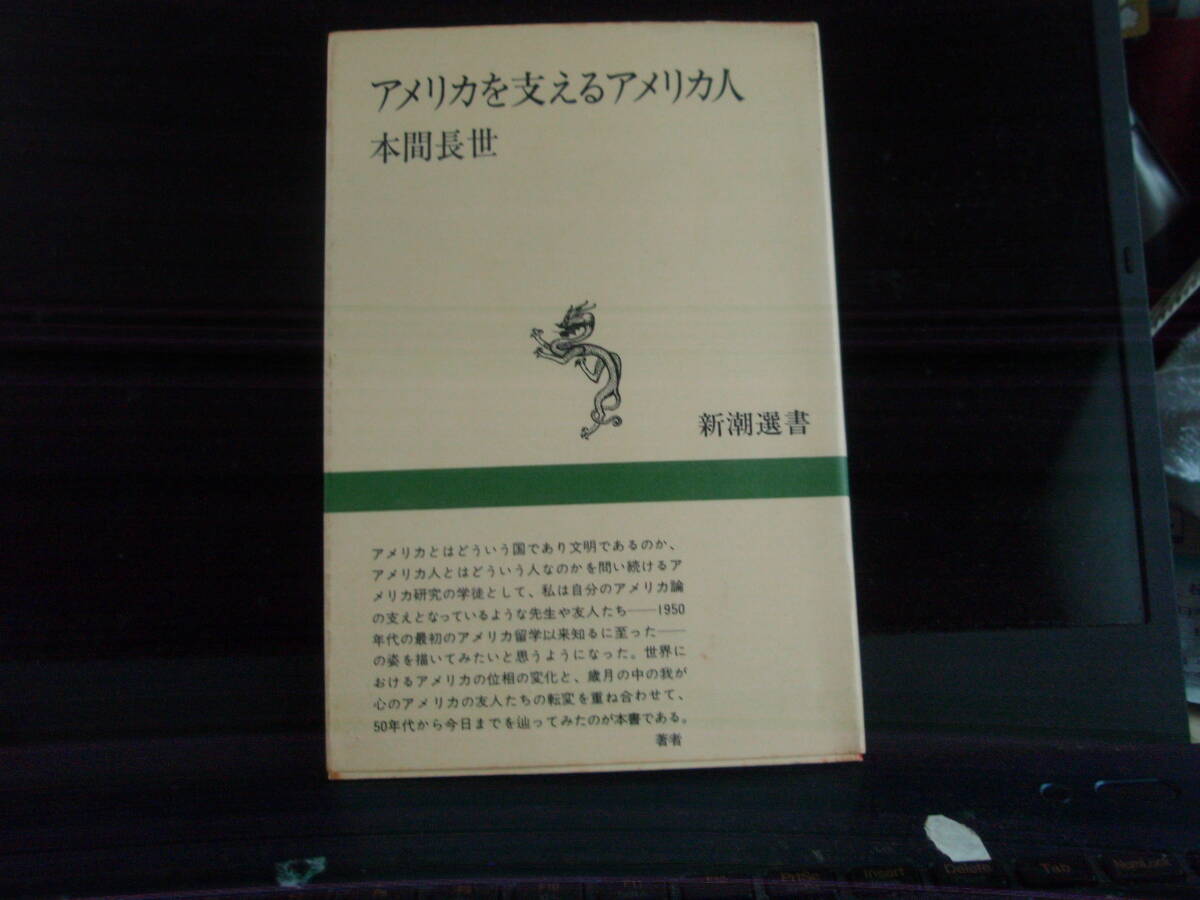 アメリカを支えるアメリカ人
本間長世
新潮選書
アメリカとはどういう国であり文明であるのか、
アメリカ人とはどういう人なのかを問い続けるア
メリカ研究の学徒として、私は自分のアメリカ論
の支えとなっているような先生や友人たち──1950
年代の最初のアメリカ留学以来知るに至った──
の姿を描いてみたいと思うようになった。世界に
おけるアメリカの位相の変化と、歳月の中の我が
心のアメリカの友人たちの転変を重ね合わせて、
50年代から今日までを辿ってみたのが本書である。
著者
F9 F10 F11 F12 PrtSc Insert Delete Tab NumLock